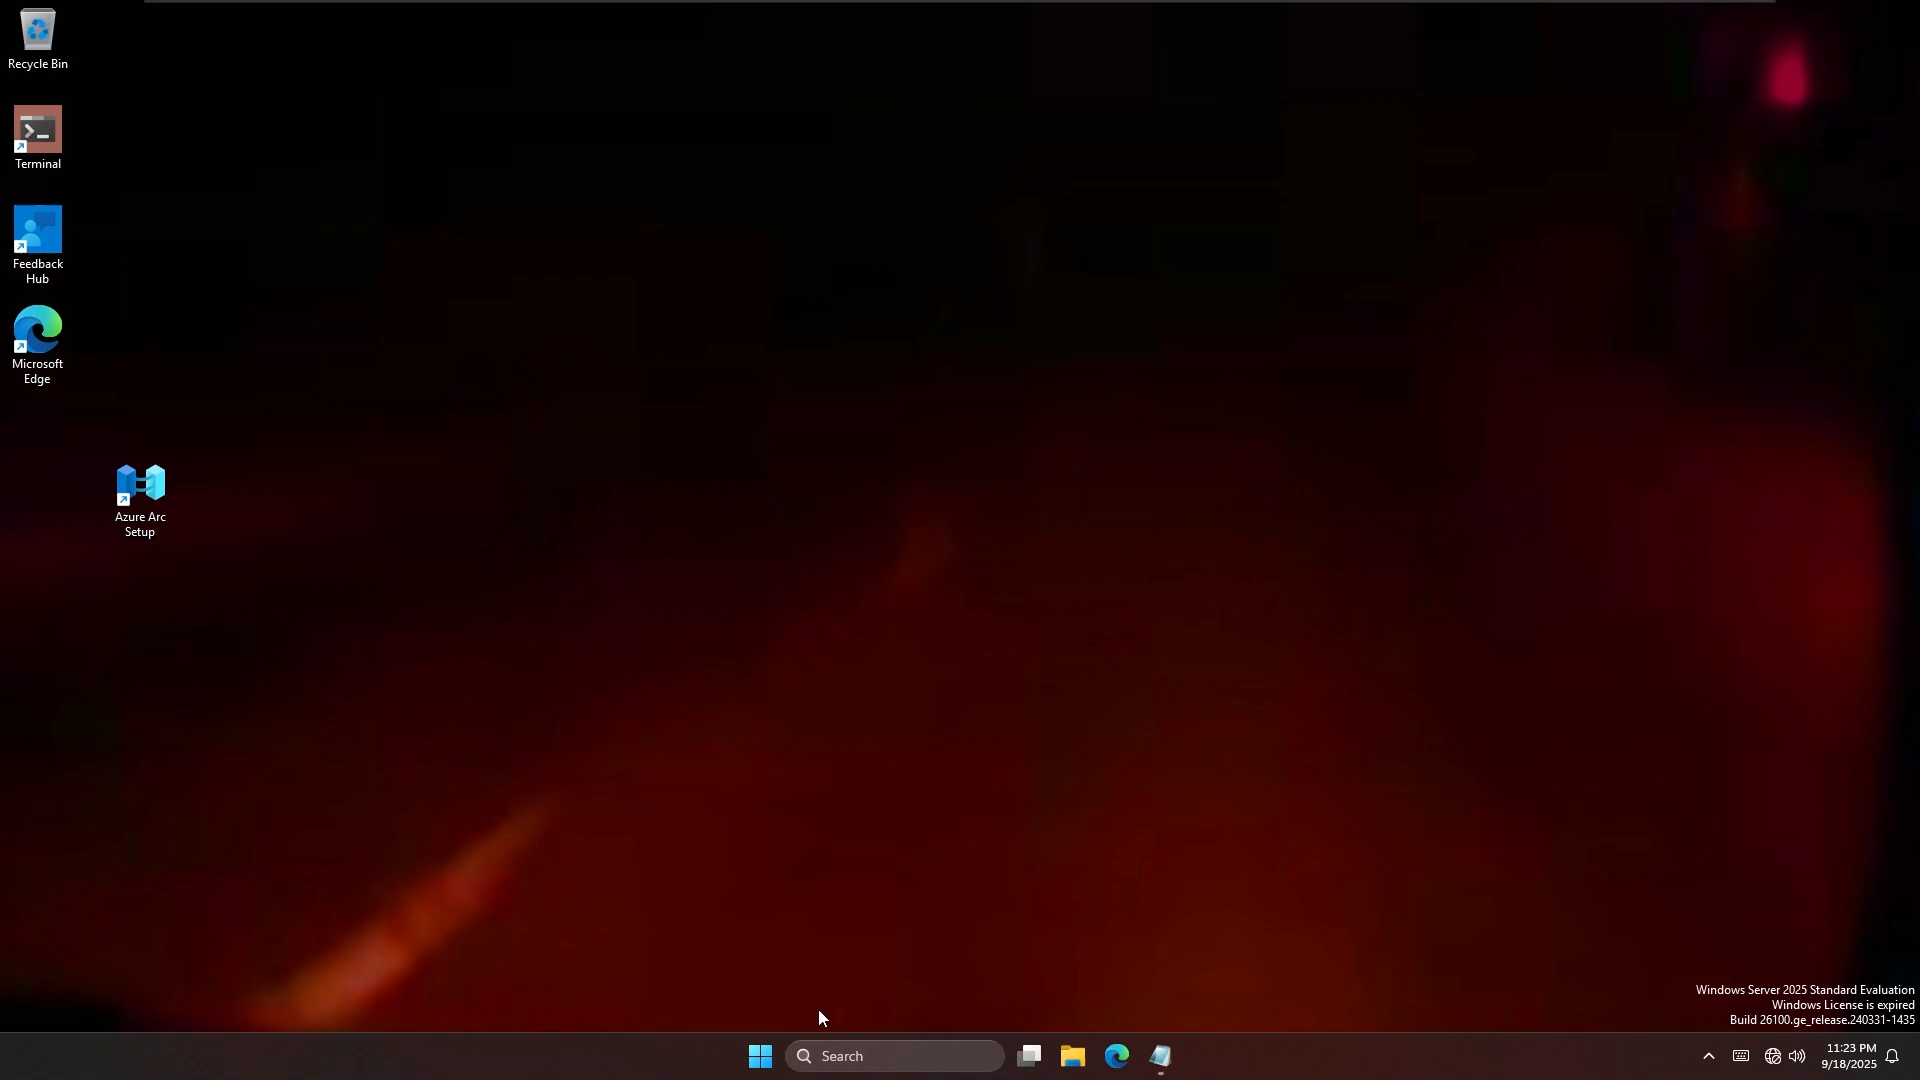 Recycle Bin
Terminal
Feedback
Hub
Microsoft
Edge
Azure Arc
Setup
Windows Server 2025 Standard Evaluation
Windows License is expired
Build 26100.ge_release.240331-1435
Search
11:23 PM
9/18/2025